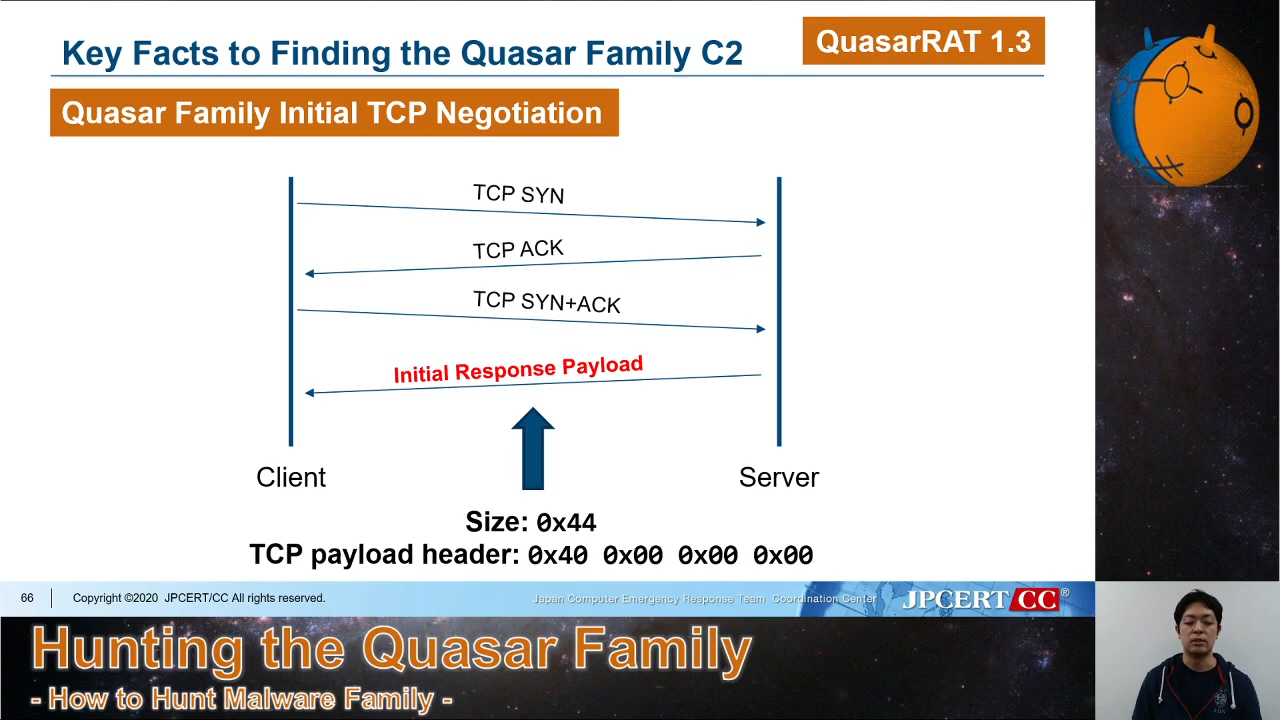 Key Facts to Finding the Quasar Family C2
QuasarRAT 1.3
Quasar Family Initial TCP Negotiation
TCP SYN
TCP ACK
TCP SYN+ACK
Initial Response Payload
Client
Server
Size: 0x44
TCP payload header: 0x40 0x00 0x00 0x00
66
Copyright ©2020 JPCERT/CC All rights reserved.
Japan Computer Emergency Response Team Coordination Center
JPCERT CC®
Hunting the Quasar Family
- How to Hunt Malware Family -